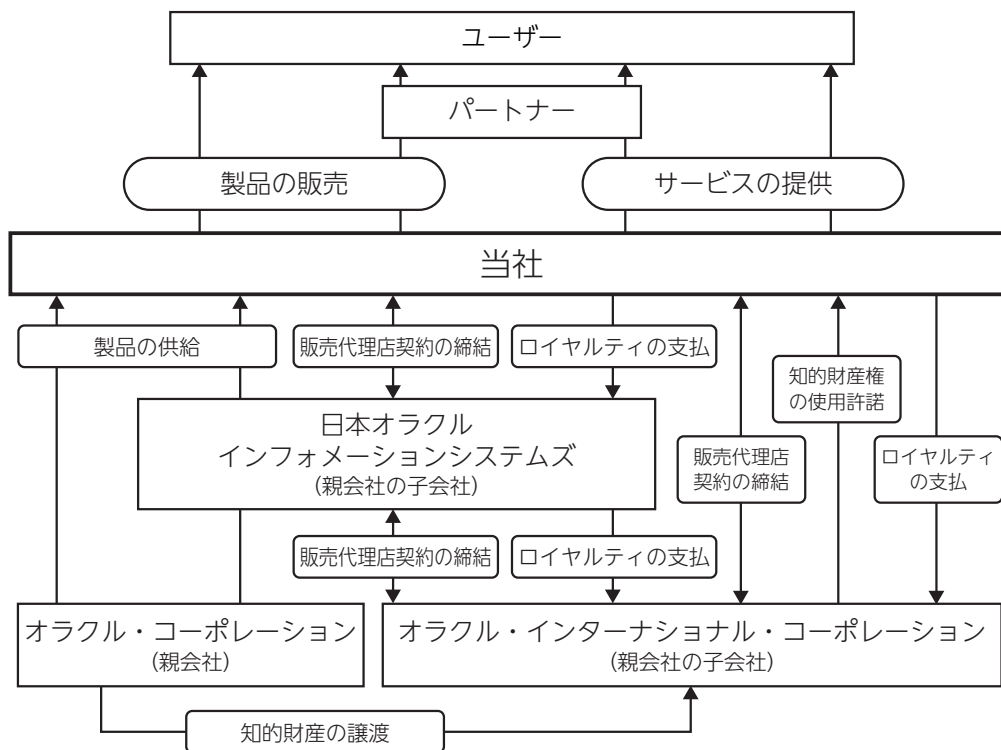 ユーザー
パートナー
製品の販売
サービスの提供
当社
製品の供給
販売代理店契約の締結
ロイヤルティの支払
知的財産権
の使用許諾
日本オラクル
インフォメーションシステムズ
(親会社の子会社)
販売代理店
契約の締結
ロイヤルティ
の支払
販売代理店契約の締結
ロイヤルティの支払
オラクル・コーポレーション
(親会社)
オラクル・インターナショナル・コーポレーション
(親会社の子会社)
知的財産の譲渡